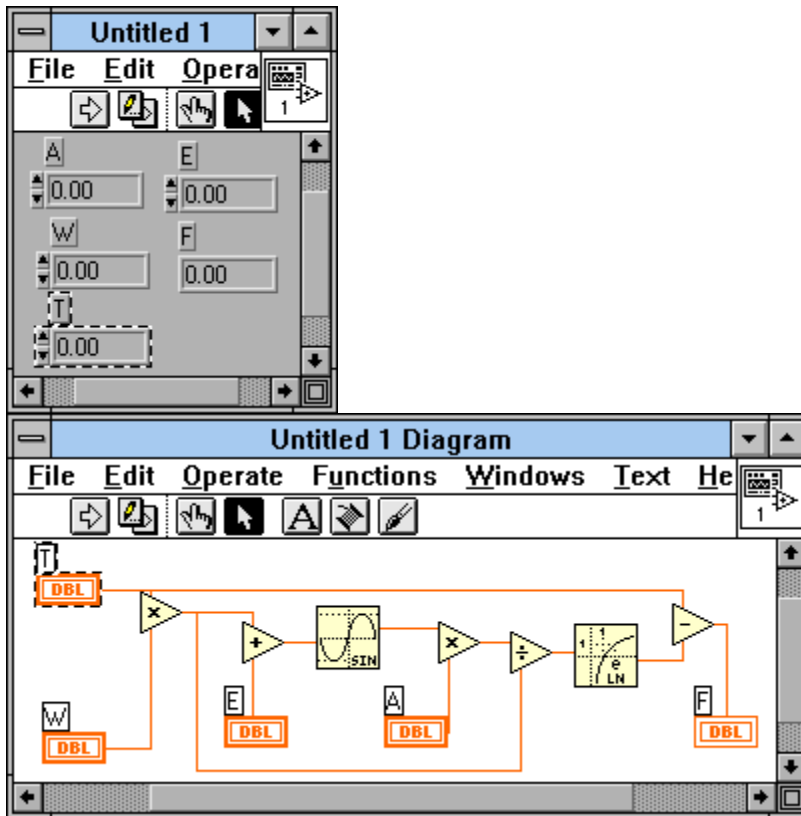 Untitled 1
File Edit Opera
1
A E
0.00 0.00
W F
0.00 0.00
T
0.00
Untitled 1 Diagram
File Edit Operate Functions Windows Text He
A
1
T
DBL
×
+
SIN
×
÷
1 1
e
LN
-
W
DBL
E
DBL
A
DBL
F
DBL